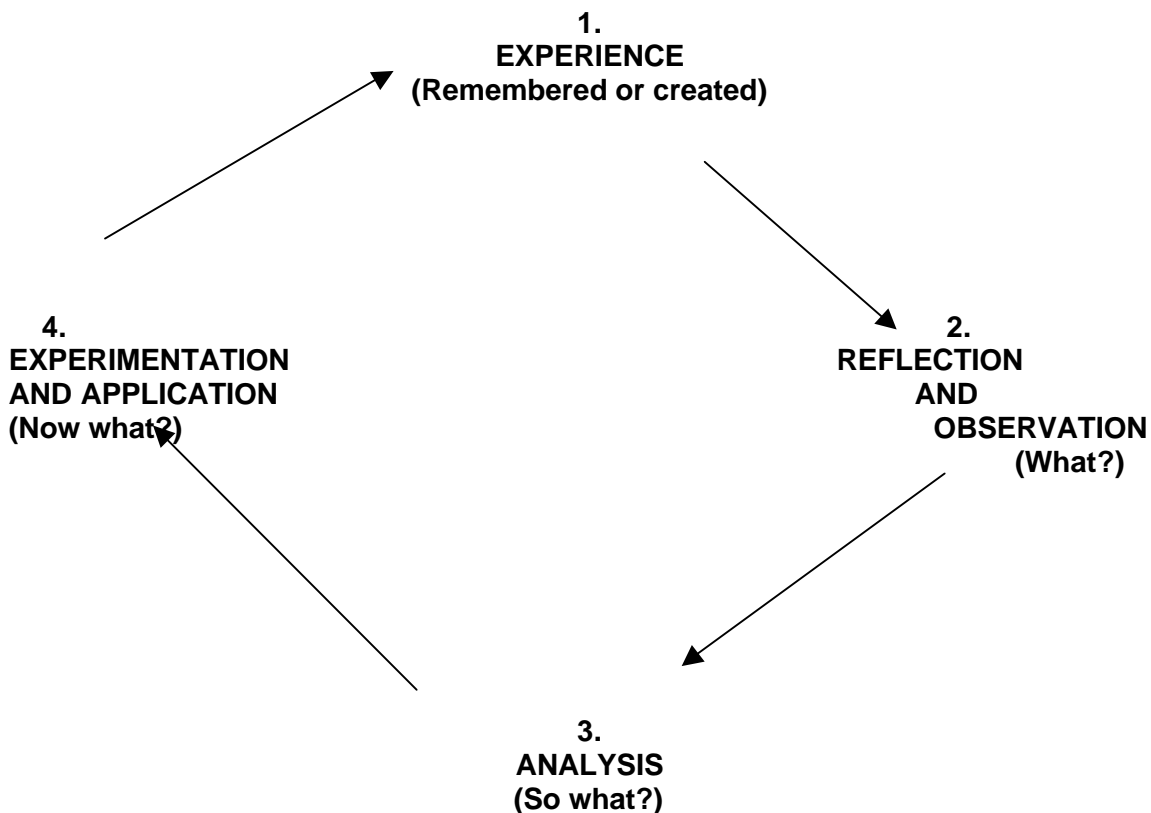 1.
EXPERIENCE
(Remembered or created)
2.
REFLECTION
AND
OBSERVATION
(What?)
3.
ANALYSIS
(So what?)
4.
EXPERIMENTATION
AND APPLICATION
(Now what?)